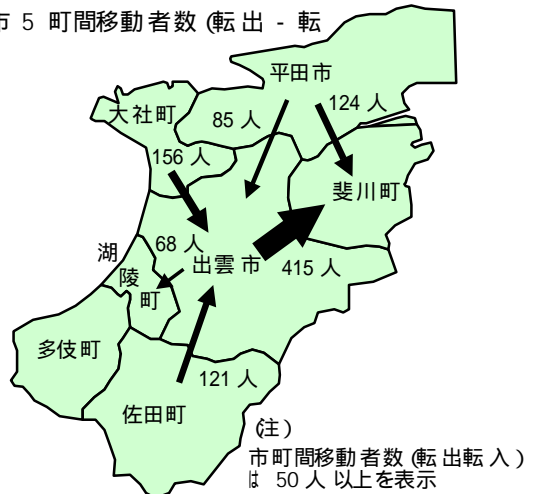 市 5 町間移動者数 (転出 - 転
平田市
大社町
85 人
124 人
156 人
斐川町
湖
陵
町
68 人
出雲市
415 人
多伎町
121 人
佐田町
(注)
市町間移動者数 (転出転入)
は 50 人以上を表示